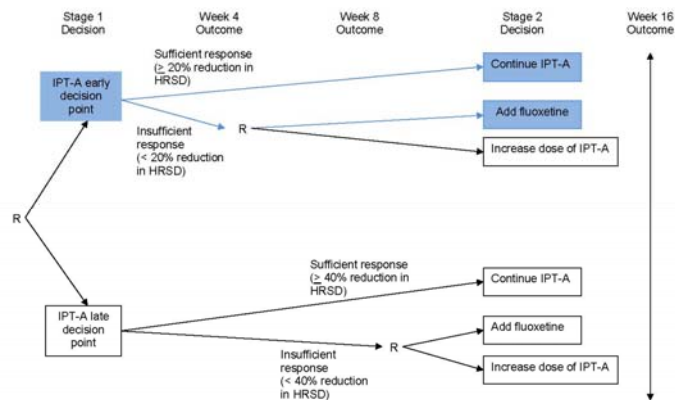 Stage 1
Decision
Week 4
Outcome
Week 8
Outcome
Stage 2
Decision
Week 16
Outcome
Sufficient response
(≥ 20% reduction in
HRSD)
Continue IPT-A
IPT-A early
decision
point
Add fluoxetine
R
Insufficient
response
(< 20% reduction
in HRSD)
Increase dose of IPT-A
R
Sufficient response
(≥ 40% reduction in
HRSD)
Continue IPT-A
IPT-A late
decision
point
Add fluoxetine
R
Insufficient
response
(< 40% reduction
in HRSD)
Increase dose of IPT-A